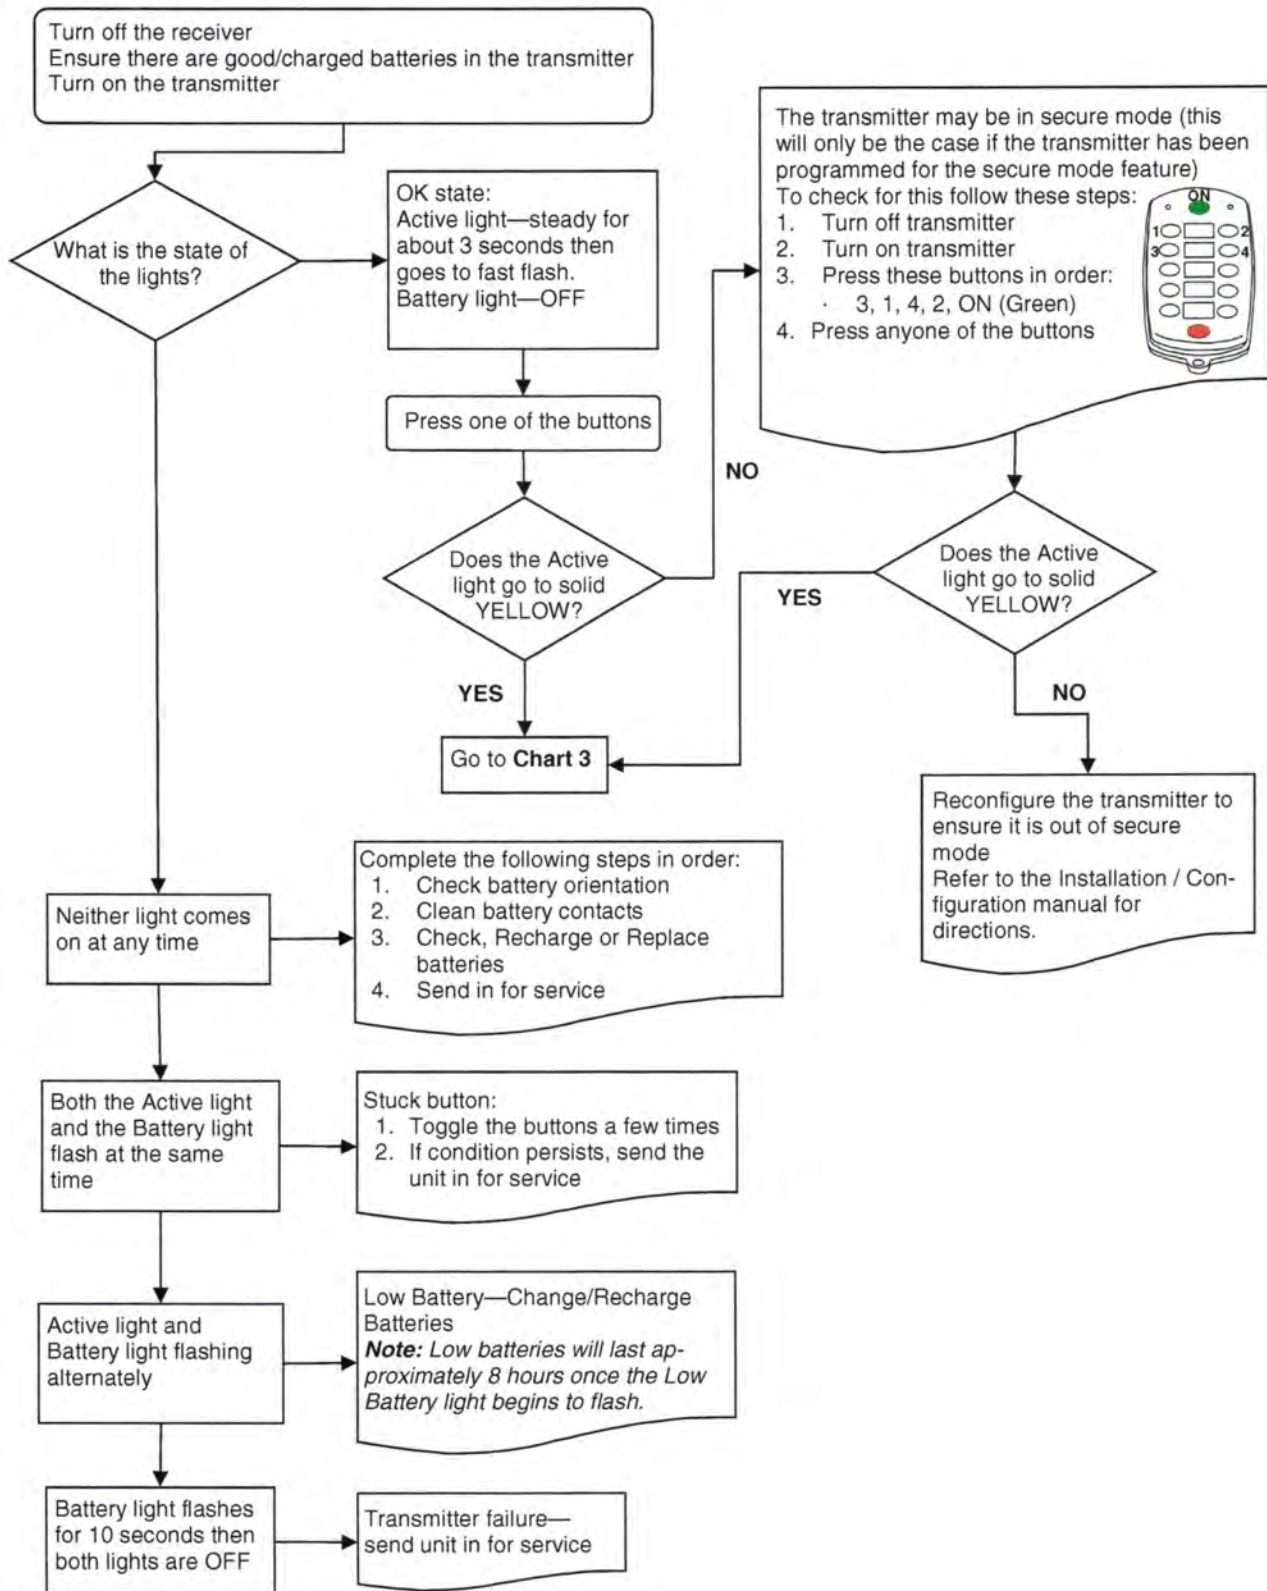 Turn off the receiver
Ensure there are good/charged batteries in the transmitter
Turn on the transmitter
What is the state of
the lights?
OK state:
Active light—steady for
about 3 seconds then
goes to fast flash.
Battery light—OFF
Press one of the buttons
Does the Active
light go to solid
YELLOW?
YES
NO
Go to Chart 3
The transmitter may be in secure mode (this
will only be the case if the transmitter has been
programmed for the secure mode feature)
To check for this follow these steps:
1. Turn off transmitter
2. Turn on transmitter
3. Press these buttons in order:
· 3, 1, 4, 2, ON (Green)
4. Press anyone of the buttons
ON
1 2
3 4
Does the Active
light go to solid
YELLOW?
YES
NO
Reconfigure the transmitter to
ensure it is out of secure
mode
Refer to the Installation / Con-
figuration manual for
directions.
Neither light comes
on at any time
Complete the following steps in order:
1. Check battery orientation
2. Clean battery contacts
3. Check, Recharge or Replace
batteries
4. Send in for service
Both the Active light
and the Battery light
flash at the same
time
Stuck button:
1. Toggle the buttons a few times
2. If condition persists, send the
unit in for service
Active light and
Battery light flashing
alternately
Low Battery—Change/Recharge
Batteries
Note: Low batteries will last ap-
proximately 8 hours once the Low
Battery light begins to flash.
Battery light flashes
for 10 seconds then
both lights are OFF
Transmitter failure—
send unit in for service